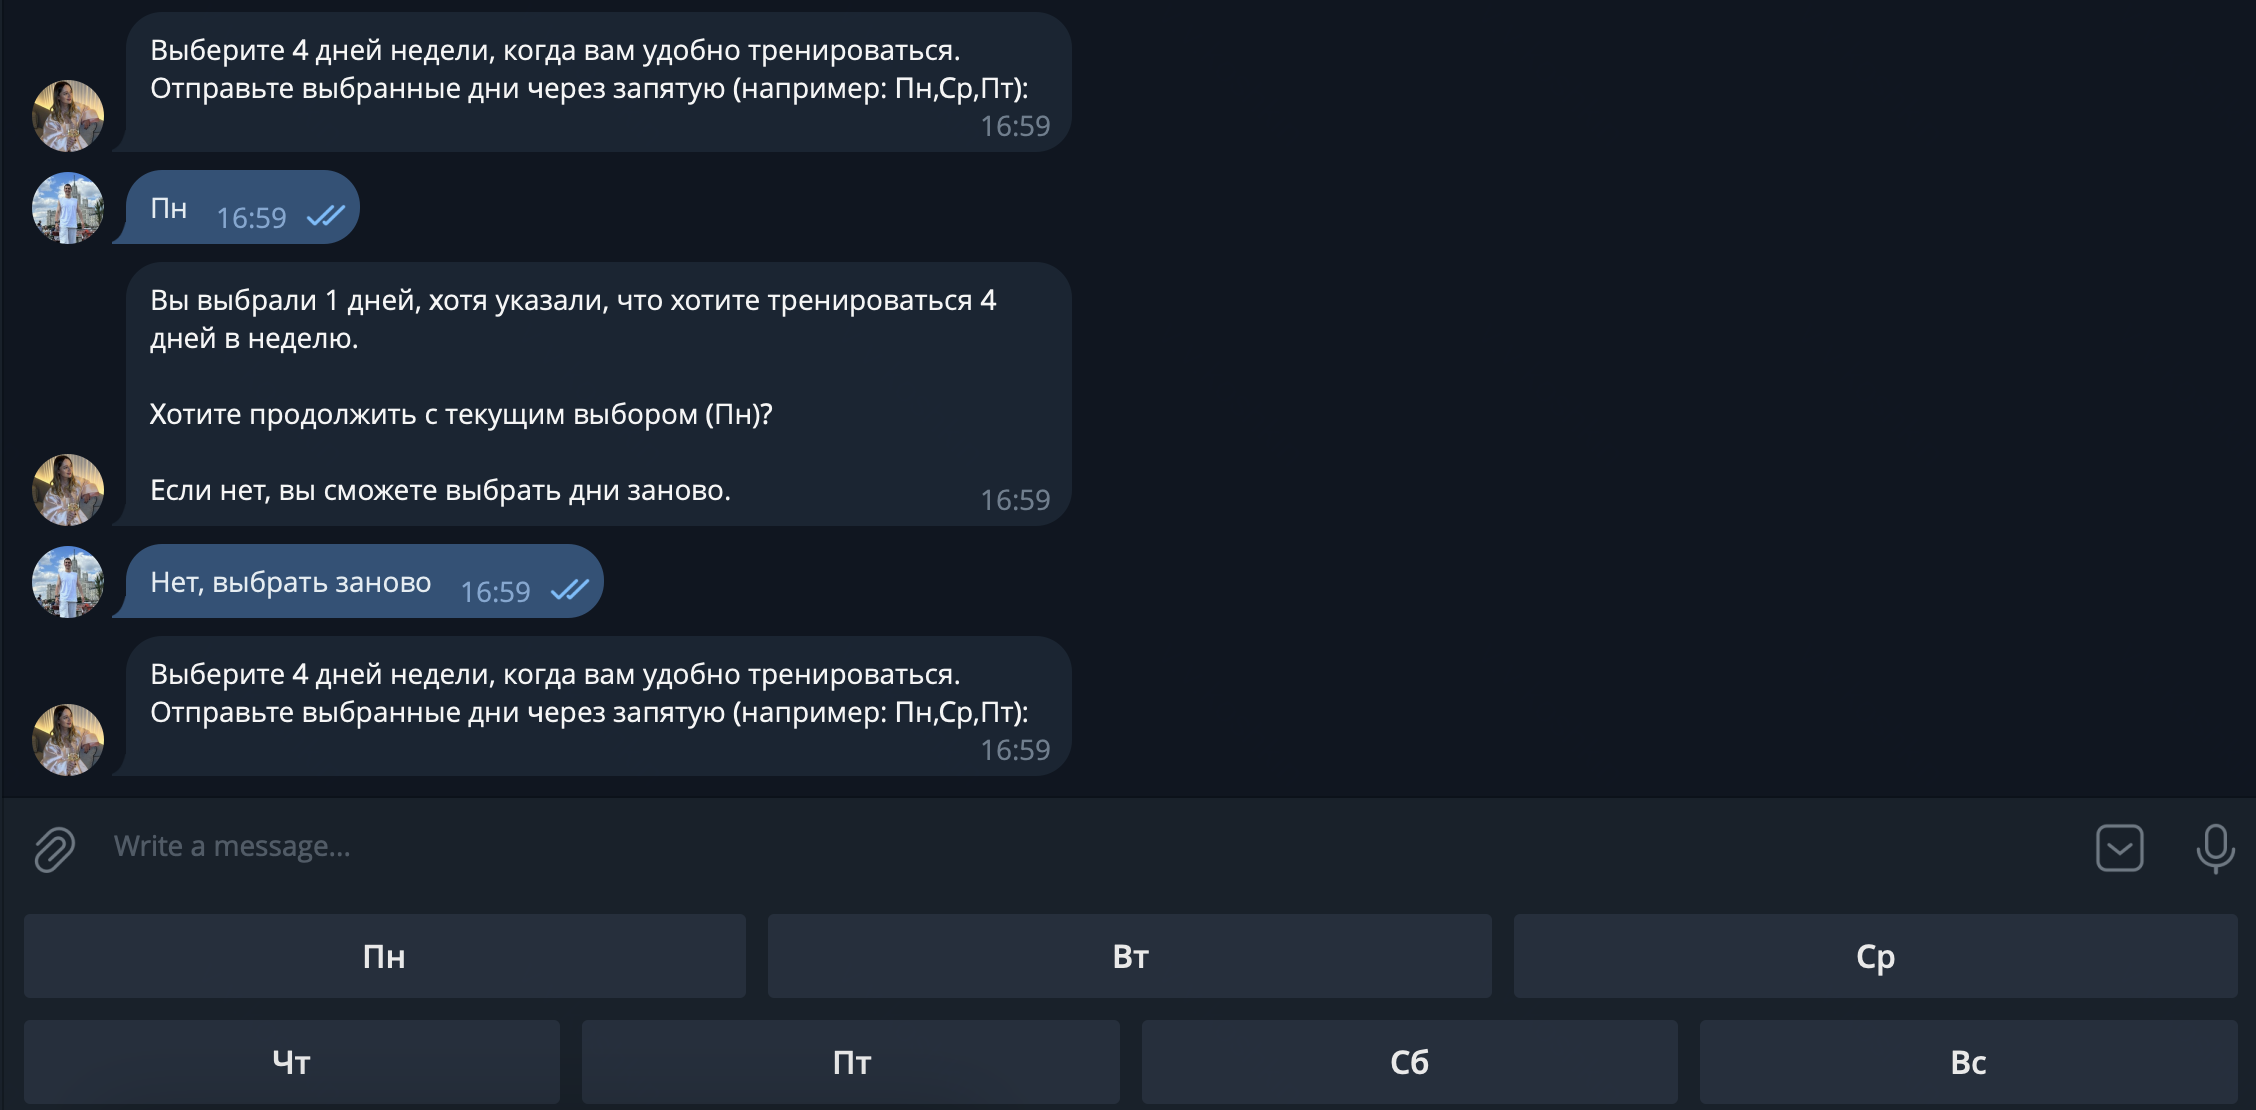 Выберите 4 дней недели, когда вам удобно тренироваться.
Отправьте выбранные дни через запятую (например: Пн,Ср,Пт):
16:59
Пн 16:59
Вы выбрали 1 дней, хотя указали, что хотите тренироваться 4
дней в неделю.
Хотите продолжить с текущим выбором (Пн)?
Если нет, вы сможете выбрать дни заново. 16:59
Нет, выбрать заново 16:59
Выберите 4 дней недели, когда вам удобно тренироваться.
Отправьте выбранные дни через запятую (например: Пн,Ср,Пт):
16:59
Write a message...
Пн Вт Ср
Чт Пт Сб Вс